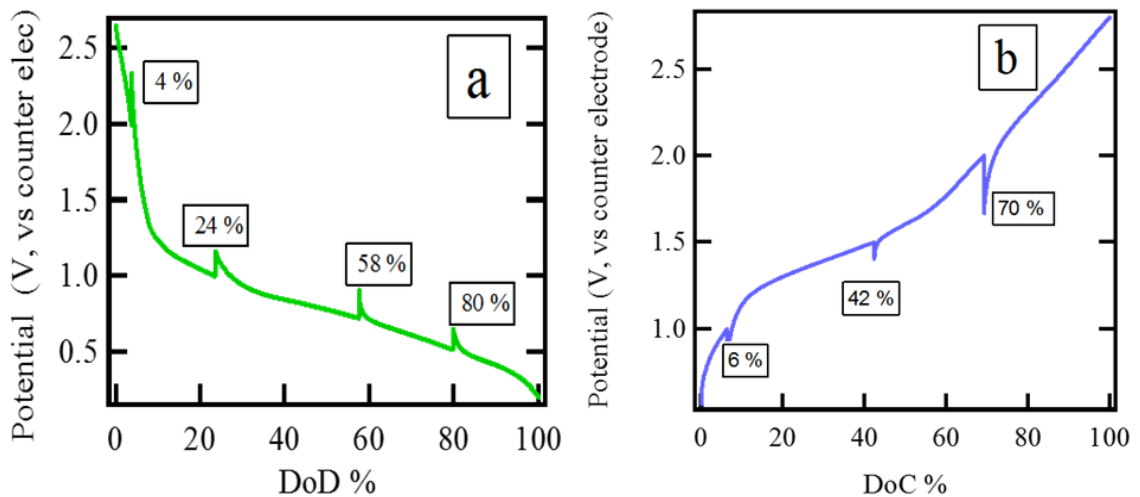 Potential (V, vs counter elec)
2.5
2.0
1.5
1.0
0.5
0 20 40 60 80 100
DoD %
4 %
24 %
58 %
80 %
a
Potential (V, vs counter electrode)
2.5
2.0
1.5
1.0
0 20 40 60 80 100
DoC %
6 %
42 %
70 %
b